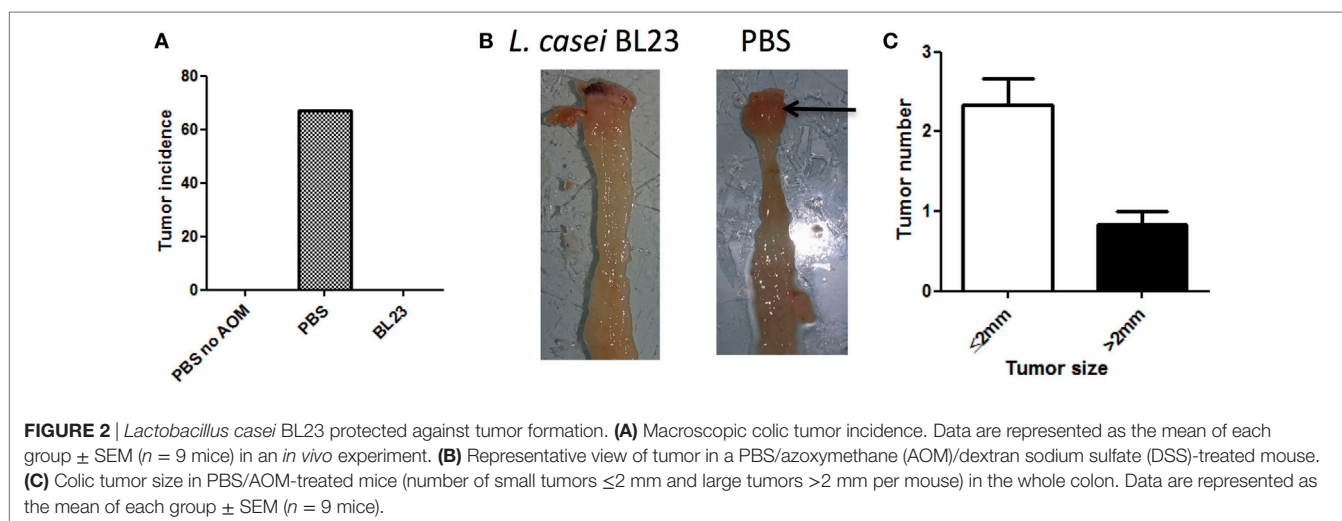 A
Tumor incidence
80
60
40
20
0
PBS no AOM
PBS
BL23
B L. casei BL23 PBS
C
Tumor number
3
2
1
0
≤2mm
>2mm
Tumor size
FIGURE 2 | Lactobacillus casei BL23 protected against tumor formation. (A) Macroscopic colic tumor incidence. Data are represented as the mean of each
group ± SEM (n = 9 mice) in an in vivo experiment. (B) Representative view of tumor in a PBS/azoxymethane (AOM)/dextran sodium sulfate (DSS)-treated mouse.
(C) Colic tumor size in PBS/AOM-treated mice (number of small tumors ≤2 mm and large tumors >2 mm per mouse) in the whole colon. Data are represented as
the mean of each group ± SEM (n = 9 mice).